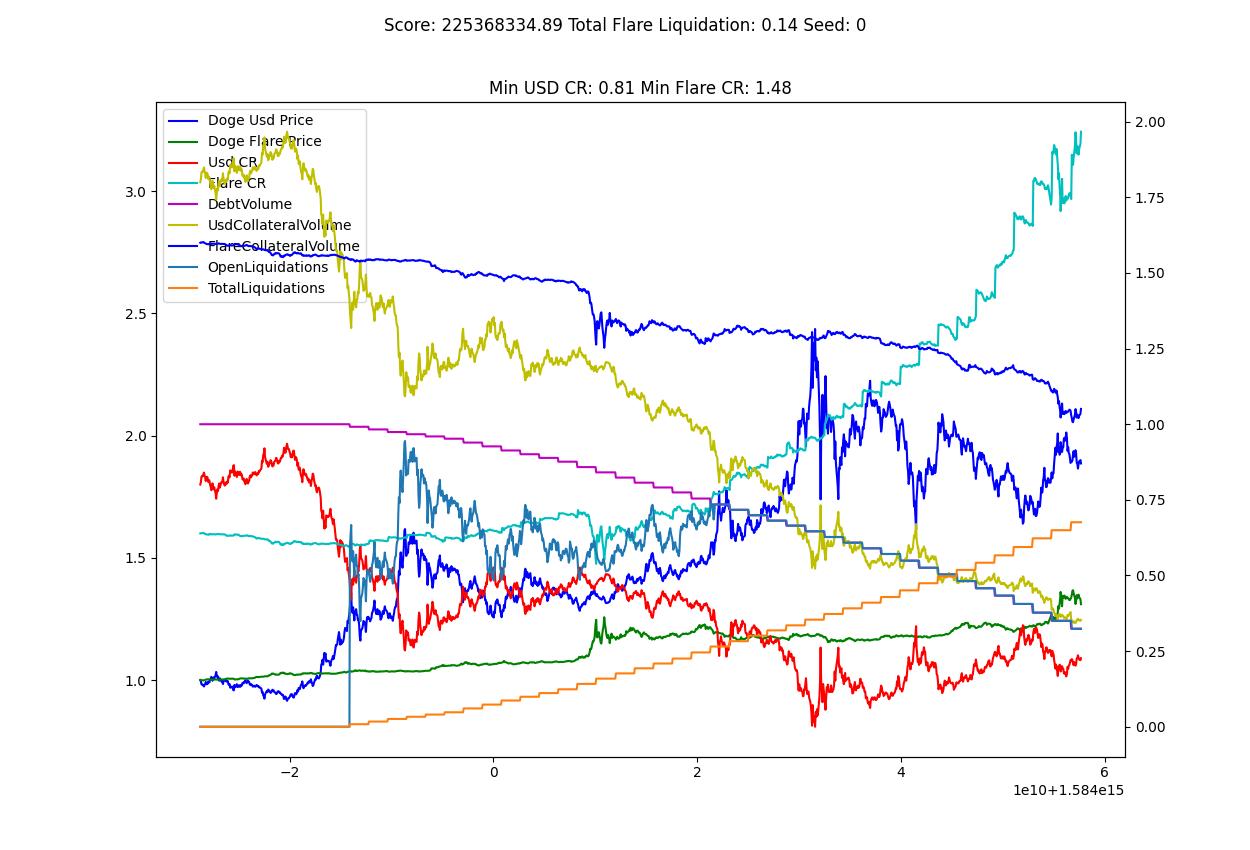 Score: 225368334.89 Total Flare Liquidation: 0.14 Seed: 0
Min USD CR: 0.81 Min Flare CR: 1.48
Doge Usd Price
Doge Flare Price
Usd CR
Flare CR
DebtVolume
UsdCollateralVolume
FlareCollateralVolume
OpenLiquidations
TotalLiquidations
3.0
2.5
2.0
1.5
1.0
2.00
1.75
1.50
1.25
1.00
0.75
0.50
0.25
0.00
−2
0
2
4
6
1e10+1.584e15